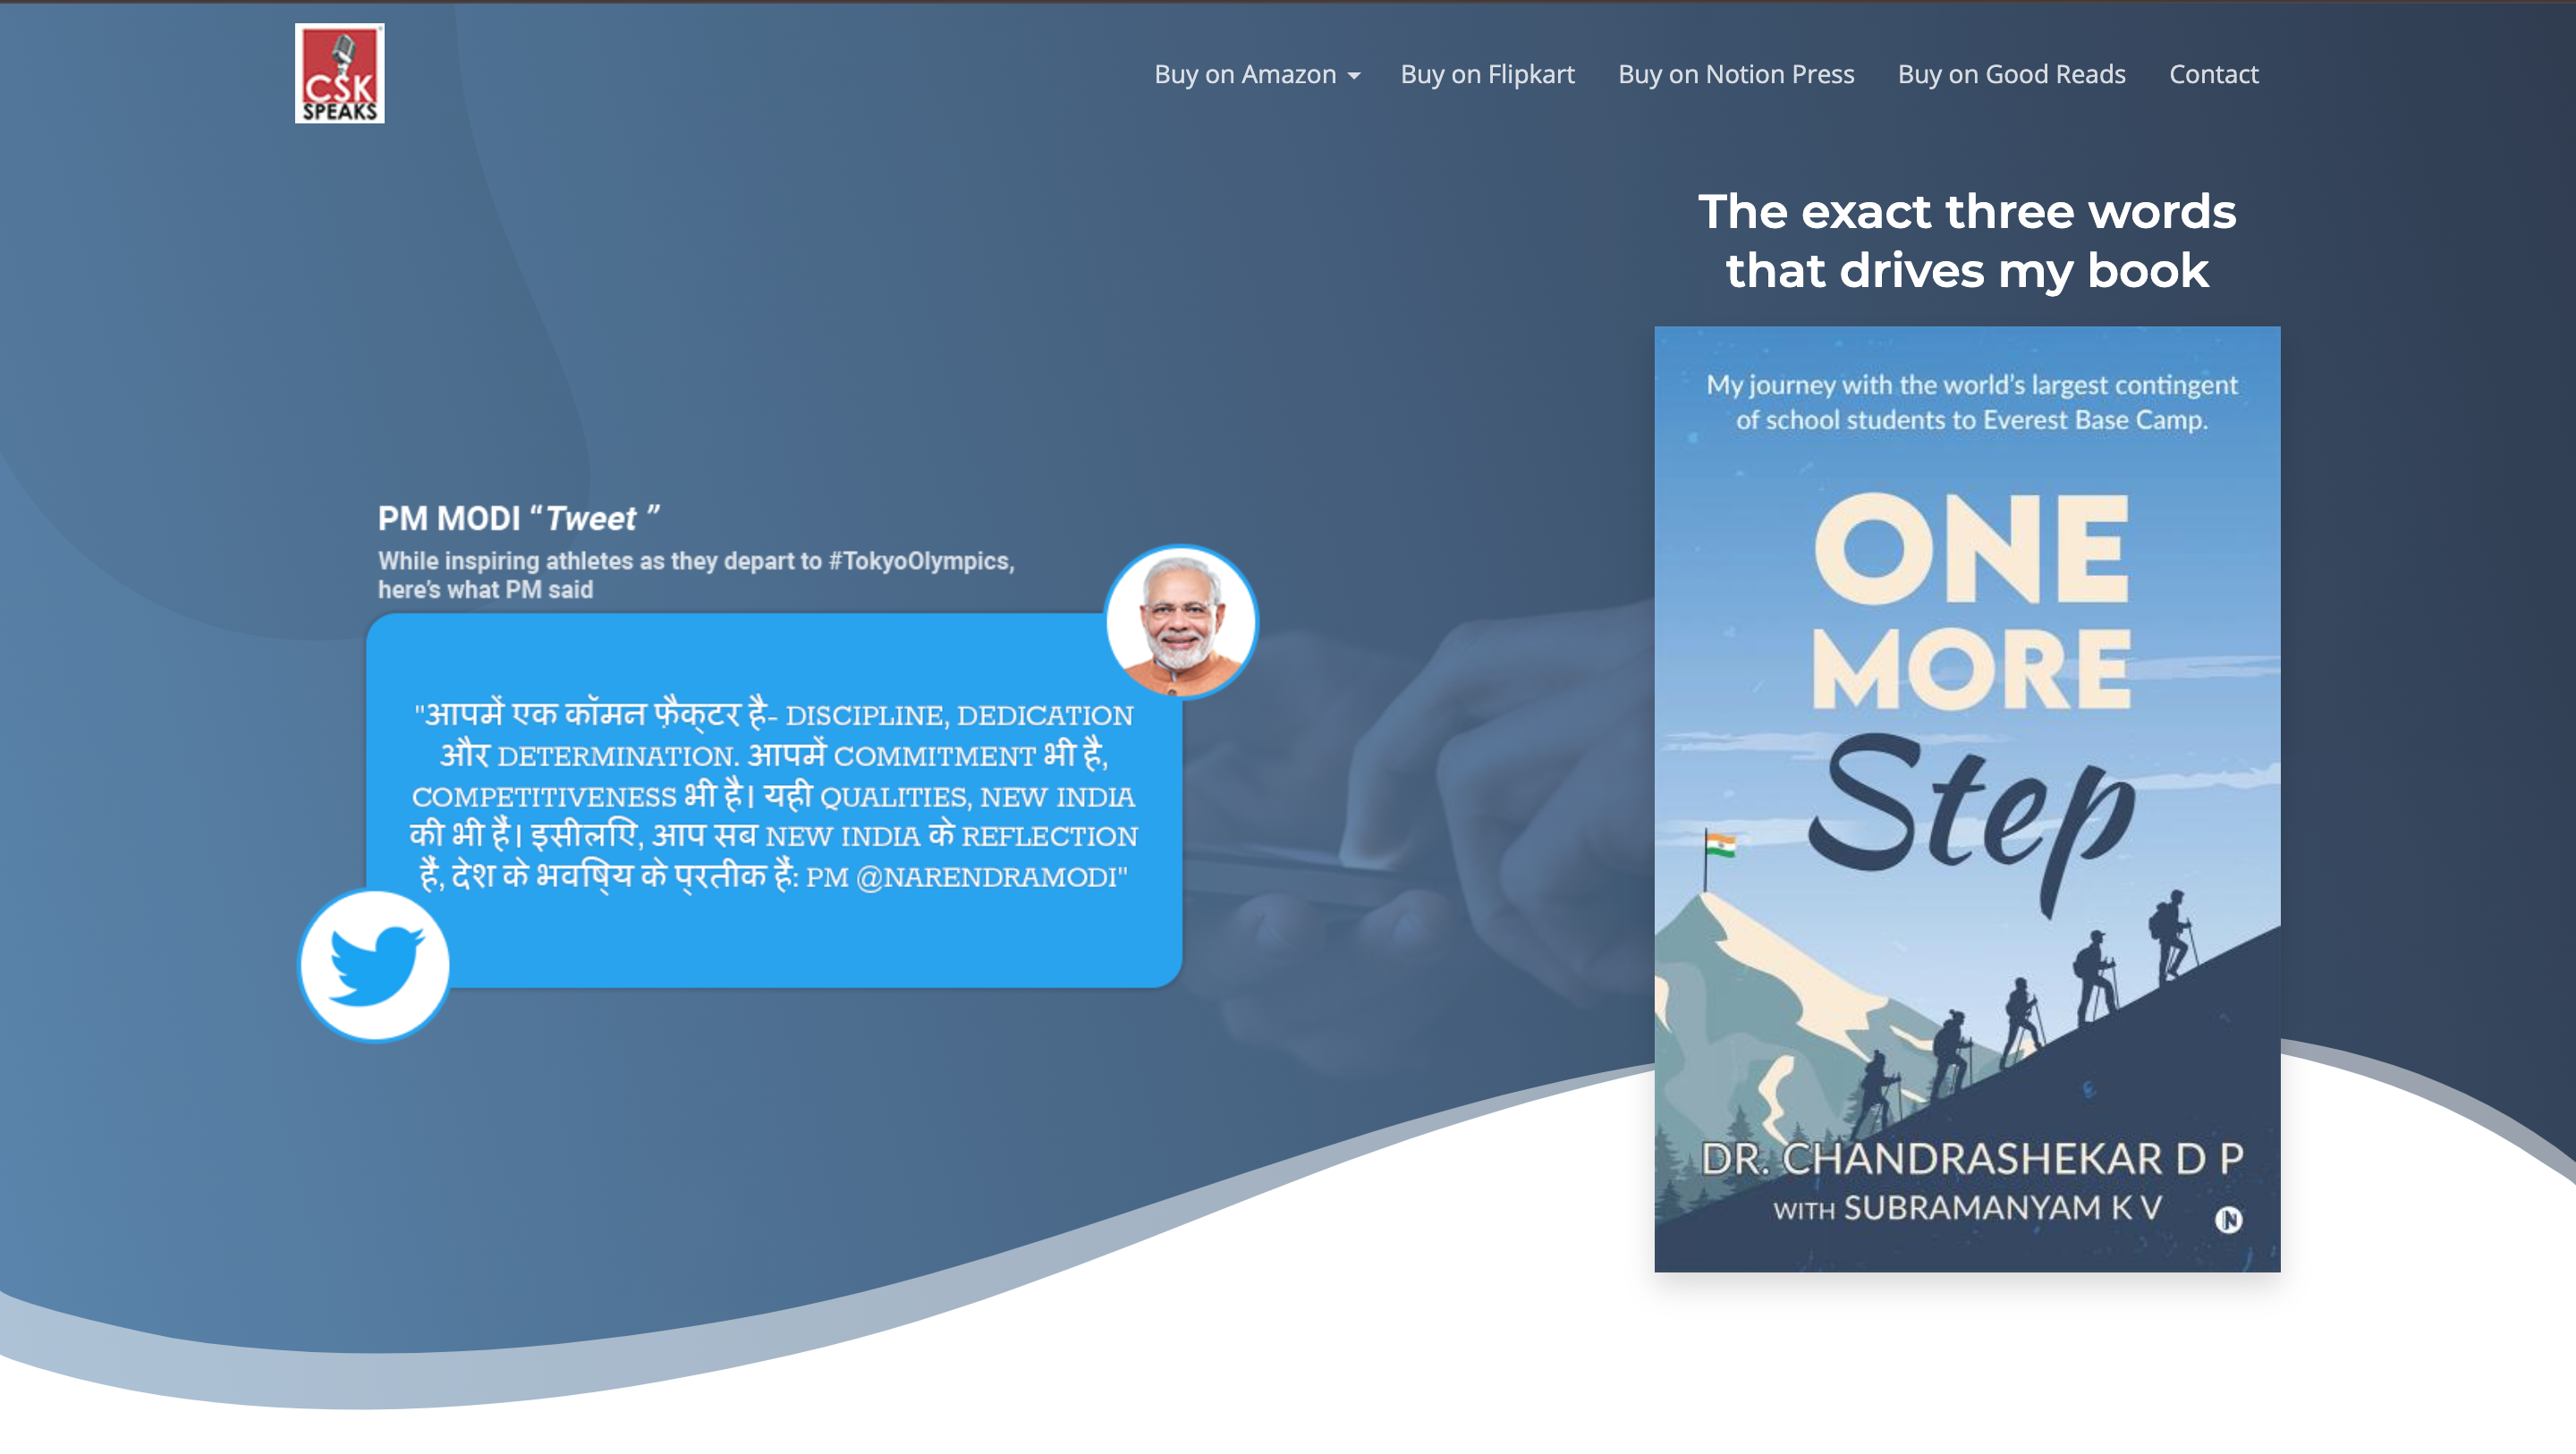 CSK
SPEAKS
Buy on Amazon
Buy on Flipkart
Buy on Notion Press
Buy on Good Reads
Contact
The exact three words
that drives my book
PM MODI “Tweet ”
While inspiring athletes as they depart to #TokyoOlympics,
here’s what PM said
"आपमें एक कॉमन फ़ैक्टर है- DISCIPLINE, DEDICATION
और DETERMINATION. आपमें COMMITMENT भी है,
COMPETITIVENESS भी है। यही QUALITIES, NEW INDIA
की भी हैं। इसीलिए, आप सब NEW INDIA के REFLECTION
हैं, देश के भविष्य के प्रतीक हैं: PM @NARENDRAMODI"
My journey with the world’s largest contingent
of school students to Everest Base Camp.
ONE
MORE
Step
DR. CHANDRASHEKAR D P
WITH SUBRAMANYAM K V
N